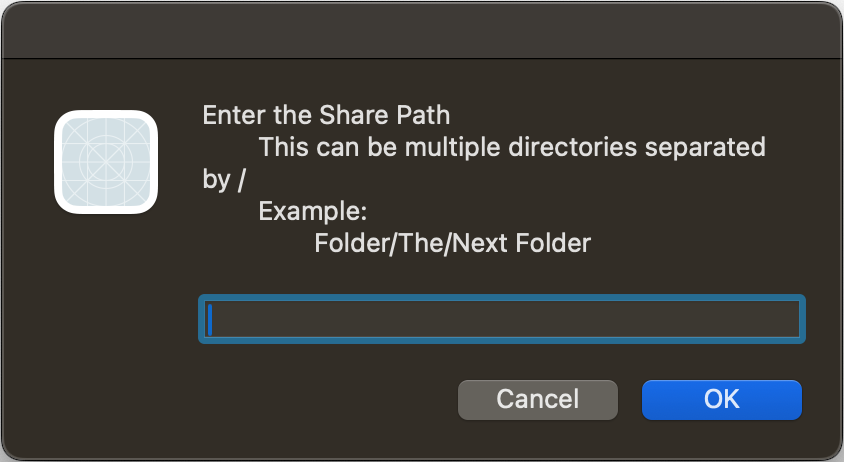 Enter the Share Path
This can be multiple directories separated
by /
Example:
Folder/The/Next Folder
Cancel
OK